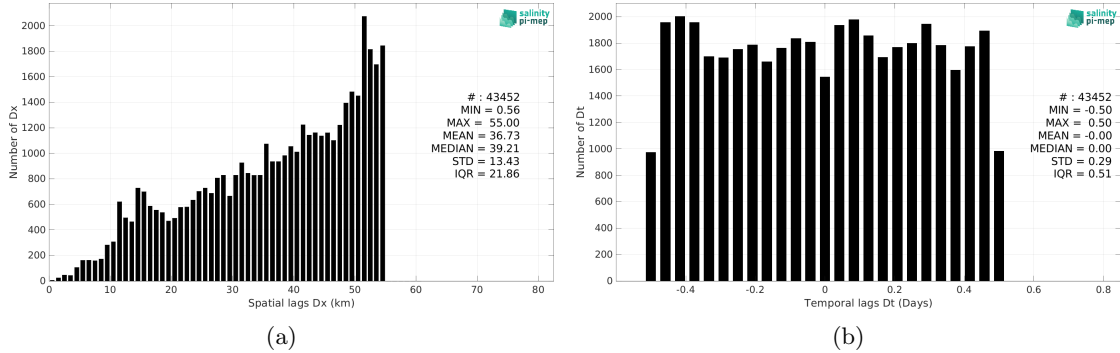 2000
1800
1600
1400
1200
1000
800
600
400
200
0
Number of Dx
0 10 20 30 40 50 60 70 80
Spatial lags Dx (km)
salinity
pi-mep
# : 43452
MIN = 0.56
MAX = 55.00
MEAN = 36.73
MEDIAN = 39.21
STD = 13.43
IQR = 21.86
(a)
2000
1800
1600
1400
1200
1000
800
600
400
200
0
Number of Dt
-0.4 -0.2 0 0.2 0.4 0.6 0.8
Temporal lags Dt (Days)
salinity
pi-mep
# : 43452
MIN = -0.50
MAX = 0.50
MEAN = -0.00
MEDIAN = 0.00
STD = 0.29
IQR = 0.51
(b)